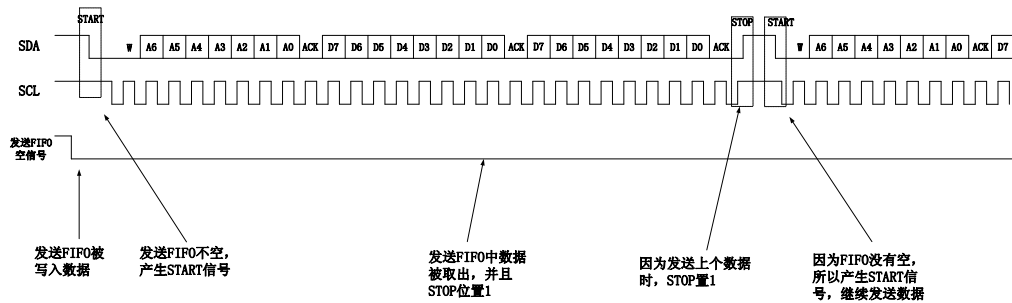 START STOP START
SDA W A6 A5 A4 A3 A2 A1 A0 ACK D7 D6 D5 D4 D3 D2 D1 D0 ACK D7 D6 D5 D4 D3 D2 D1 D0 ACK W A6 A5 A4 A3 A2 A1 A0 ACK D7
SCL
发送FIFO
空信号
发送FIFO被
写入数据
发送FIFO不空，
产生START信号
发送FIFO中数据
被取出，并且
STOP位置1
因为发送上个数据
时，STOP置1
因为FIFO没有空，
所以产生START信
号，继续发送数据